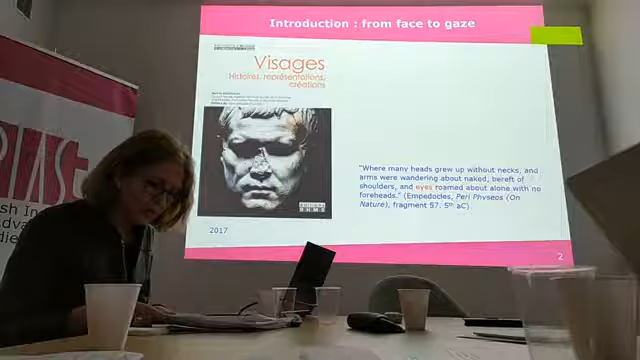 Introduction : from face to gaze
Visages
Histoires, représentations,
créations
"Where many heads grew up without necks, and
arms were wandering about naked, bereft of
shoulders, and eyes roamed about alone with no
foreheads." (Empedocles, Peri Physeos (On
Nature), fragment 57. 5th aC).
2017
2